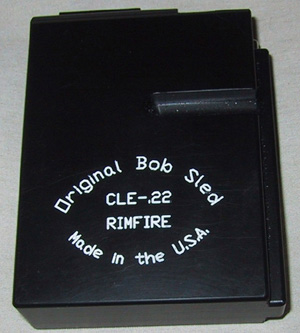 Original Bob Sled
CLE-.22
RIMFIRE
Made in the U.S.A.